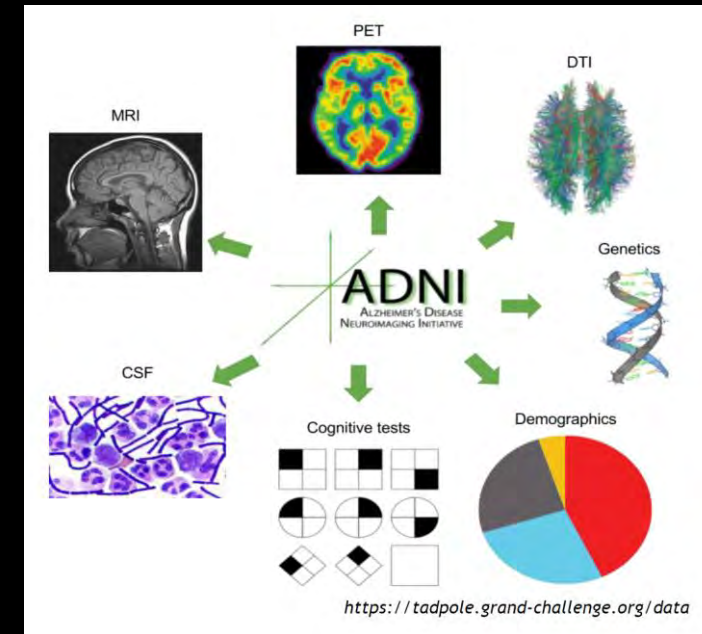 PET
DTI
MRI
Genetics
ADNI
ALZHEIMER'S DISEASE
NEUROIMAGING INITIATIVE
CSF
Cognitive tests
Demographics
https://tadpole.grand-challenge.org/data